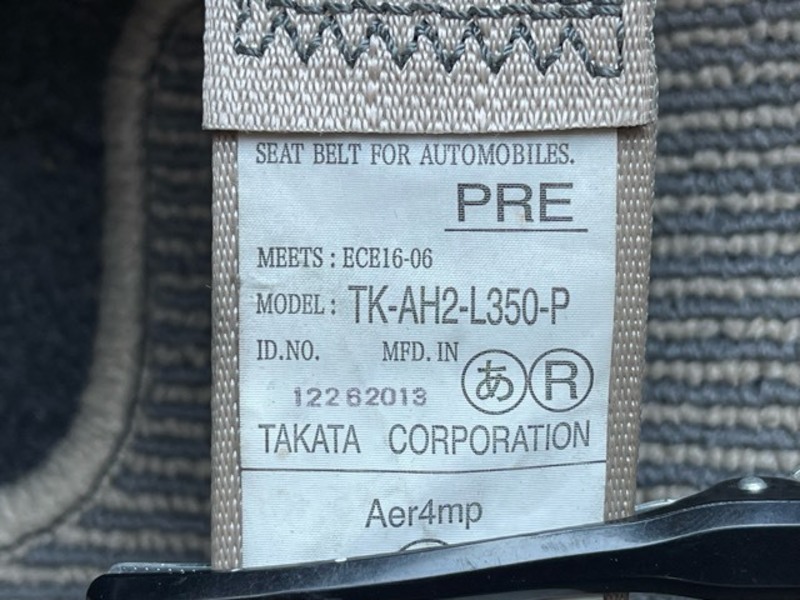 SEAT BELT FOR AUTOMOBILES.
PRE
MEETS : ECE16-06
MODEL : TK-AH2-L350-P
ID.NO. MFD. IN
あ R
12262013
TAKATA CORPORATION
Aer4mp